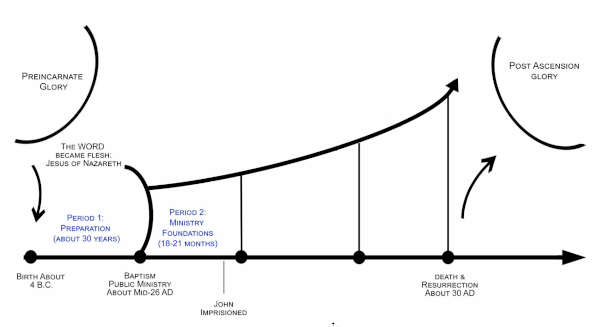 Preincarnate
Glory
Post Ascension
glory
The WORD
became flesh:
Jesus of Nazareth
Period 1:
Preparation
(about 30 years)
Period 2:
Ministry
Foundations
(18-21 months)
Birth About
4 B.C.
Baptism
Public Ministry
About Mid-26 AD
John
Imprisioned
death &
Resurrection
About 30 AD